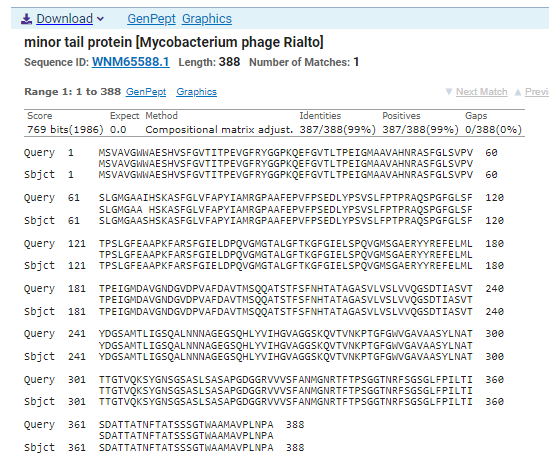 Download GenPept Graphics
minor tail protein [Mycobacterium phage Rialto]
Sequence ID: WNM65588.1 Length: 388 Number of Matches: 1
Range 1: 1 to 388 GenPept Graphics Next Match Previ
Score Expect Method Identities Positives Gaps
769 bits(1986) 0.0 Compositional matrix adjust. 387/388(99%) 387/388(99%) 0/388(0%)
Query 1 MSVAVGWWAESHVSFGVTITPEVGFRYGGPKQEFGVTLTPEIGMAAVAHNRASFGLSVPV 60
MSVAVGWWAESHVSFGVTITPEVGFRYGGPKQEFGVTLTPEIGMAAVAHNRASFGLSVPV
Sbjct 1 MSVAVGWWAESHVSFGVTITPEVGFRYGGPKQEFGVTLTPEIGMAAVAHNRASFGLSVPV 60
Query 61 SLGMGAAIHSKASFGLVFAPYIAMRGPAAFEPVFPSEDLYPSVSLFPTPRAQSPGFGLSF 120
SLGMGAA HSKASFGLVFAPYIAMRGPAAFEPVFPSEDLYPSVSLFPTPRAQSPGFGLSF
Sbjct 61 SLGMGAASHSKASFGLVFAPYIAMRGPAAFEPVFPSEDLYPSVSLFPTPRAQSPGFGLSF 120
Query 121 TPSLGFEAAPKFARSFGIELDPQVGMGTALGFTKGFGIELSPQVGMSGAERYYREFELML 180
TPSLGFEAAPKFARSFGIELDPQVGMGTALGFTKGFGIELSPQVGMSGAERYYREFELML
Sbjct 121 TPSLGFEAAPKFARSFGIELDPQVGMGTALGFTKGFGIELSPQVGMSGAERYYREFELML 180
Query 181 TPEIGMDAVGNDGVDPVAFDAVTMSQQATSTFSFNHTATAGASVLVSLVVQGSDTIASVT 240
TPEIGMDAVGNDGVDPVAFDAVTMSQQATSTFSFNHTATAGASVLVSLVVQGSDTIASVT
Sbjct 181 TPEIGMDAVGNDGVDPVAFDAVTMSQQATSTFSFNHTATAGASVLVSLVVQGSDTIASVT 240
Query 241 YDGSAMTLIGSQALNNNAGEGSQHLYVIHGVAGGSKQVTVNKPTGFGWVGAVAASYLNAT 300
YDGSAMTLIGSQALNNNAGEGSQHLYVIHGVAGGSKQVTVNKPTGFGWVGAVAASYLNAT
Sbjct 241 YDGSAMTLIGSQALNNNAGEGSQHLYVIHGVAGGSKQVTVNKPTGFGWVGAVAASYLNAT 300
Query 301 TTGTVQKSYGNSGSASLSASAPGDGGRVVVSFANMGNRTFTPSGGTNRFSGSGLFPILTI 360
TTGTVQKSYGNSGSASLSASAPGDGGRVVVSFANMGNRTFTPSGGTNRFSGSGLFPILTI
Sbjct 301 TTGTVQKSYGNSGSASLSASAPGDGGRVVVSFANMGNRTFTPSGGTNRFSGSGLFPILTI 360
Query 361 SDATTATNFTATSSSGTWAAMAVPLNPA 388
SDATTATNFTATSSSGTWAAMAVPLNPA
Sbjct 361 SDATTATNFTATSSSGTWAAMAVPLNPA 388